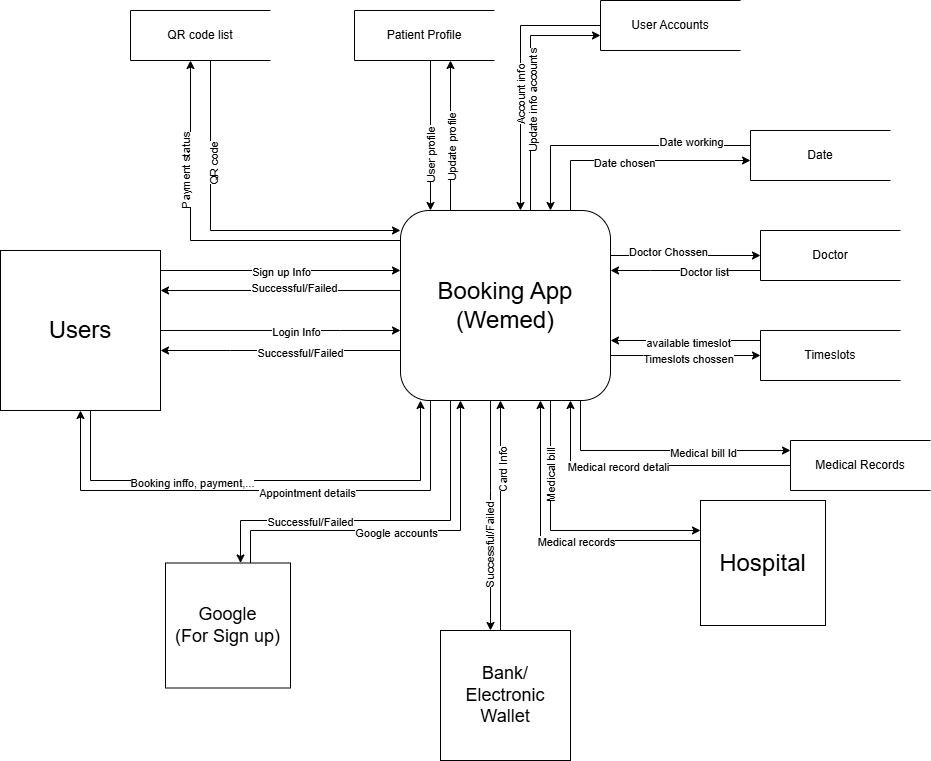 QR code list
Patient Profile
User Accounts
Account info
Update info accounts
Payment status
QR code
User profile
Update profile
Date working
Date chosen
Date
Doctor Chossen
Doctor list
Doctor
Sign up Info
Successful/Failed
Login Info
Successful/Failed
Users
Booking App
(Wemed)
available timeslot
Timeslots chossen
Timeslots
Medical bill Id
Medical record detali
Medical Records
Booking inffo, payment,...
Appointment details
Successful/Failed
Google accounts
Successful/Failed
Card Info
Medical bill
Medical records
Hospital
Google
(For Sign up)
Bank/
Electronic
Wallet